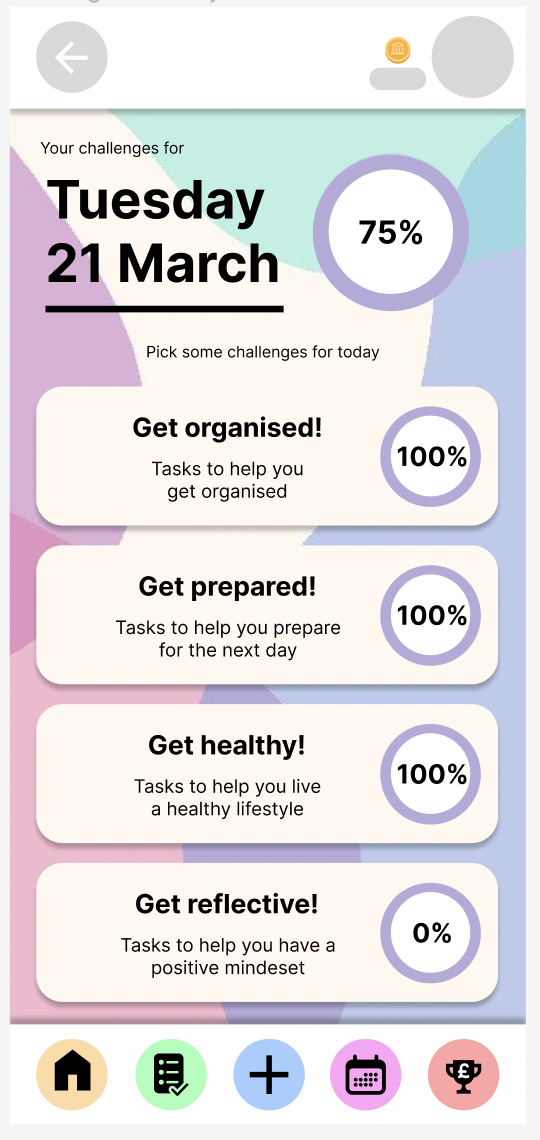 Your challenges for
Tuesday
21 March
75%
Pick some challenges for today
Get organised!
Tasks to help you
get organised
100%
Get prepared!
Tasks to help you prepare
for the next day
100%
Get healthy!
Tasks to help you live
a healthy lifestyle
100%
Get reflective!
Tasks to help you have a
positive mindeset
0%
£